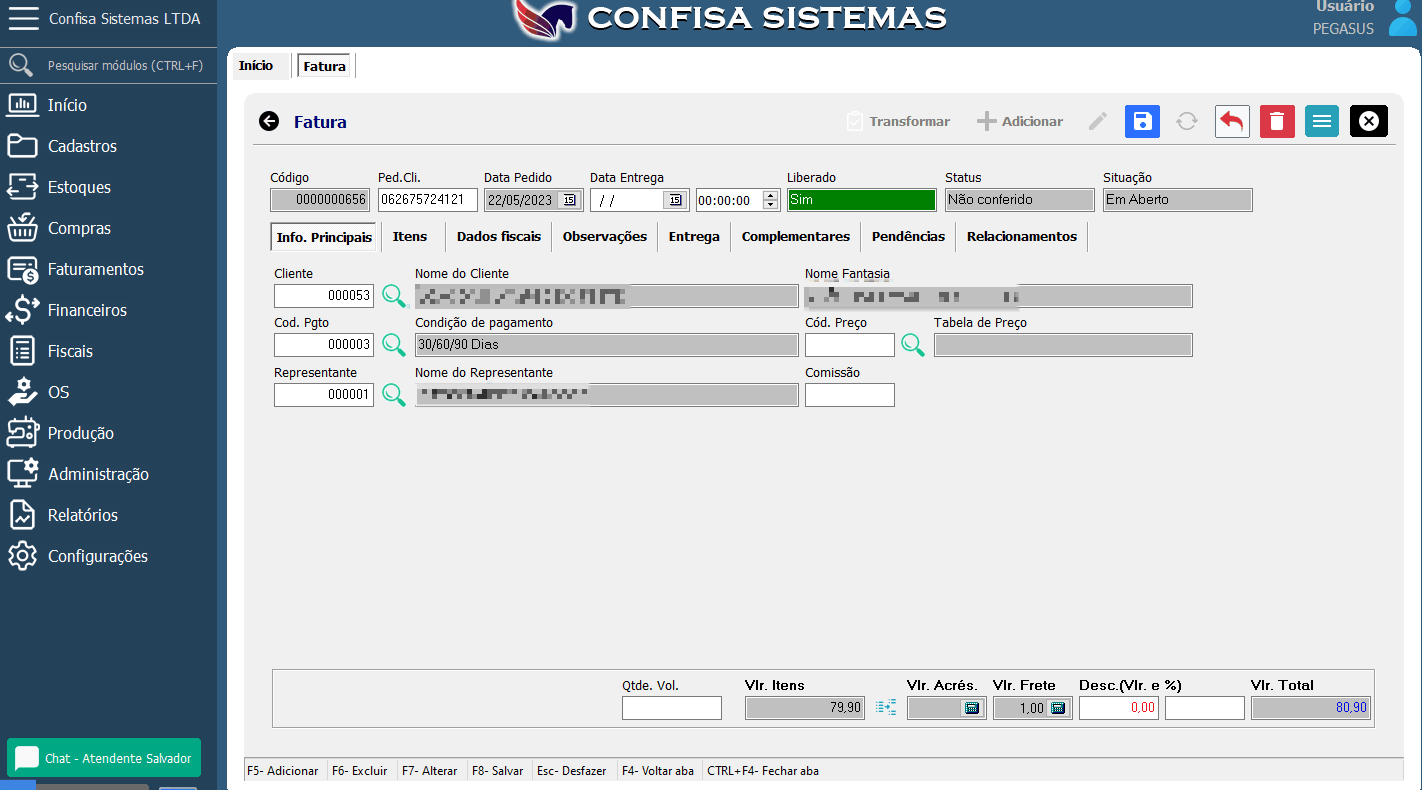 Confisa Sistemas LTDA
CONFISA SISTEMAS
Usuário
PEGASUS
Pesquisar módulos (CTRL+F)
Início
Cadastros
Estoques
Compras
Faturamentos
Financeiros
Fiscais
OS
Produção
Administração
Relatórios
Configurações
Chat - Atendente Salvador
Início Fatura
Fatura
Transformar Adicionar
Código Ped.Cli. Data Pedido Data Entrega Liberado Status Situação
0000000656 062675724121 22/05/2023 15 / / 15 00:00:00 Sim Não conferido Em Aberto
Info. Principais Itens Dados fiscais Observações Entrega Complementares Pendências Relacionamentos
Cliente Nome do Cliente Nome Fantasia
000053
Cod. Pgto Condição de pagamento Cód. Preço Tabela de Preço
000003 30/60/90 Dias
Representante Nome do Representante Comissão
000001
Qtde. Vol. Vlr. Itens Vlr. Acrés. Vlr. Frete Desc.(Vlr. e %) Vlr. Total
79,90 1,00 0,00 80,90
F5- Adicionar F6- Excluir F7- Alterar F8- Salvar Esc- Desfazer F4- Voltar aba CTRL+F4- Fechar aba